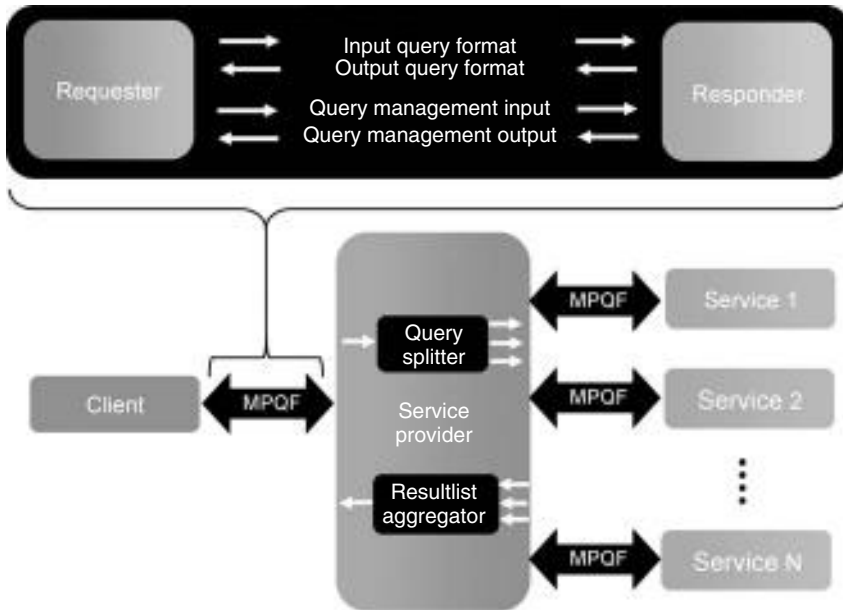 Requester
Input query format
Output query format
Query management input
Query management output
Responder
Client
MPQF
Query
splitter
Service
provider
Resultlist
aggregator
MPQF
Service 1
MPQF
Service 2
MPQF
Service N